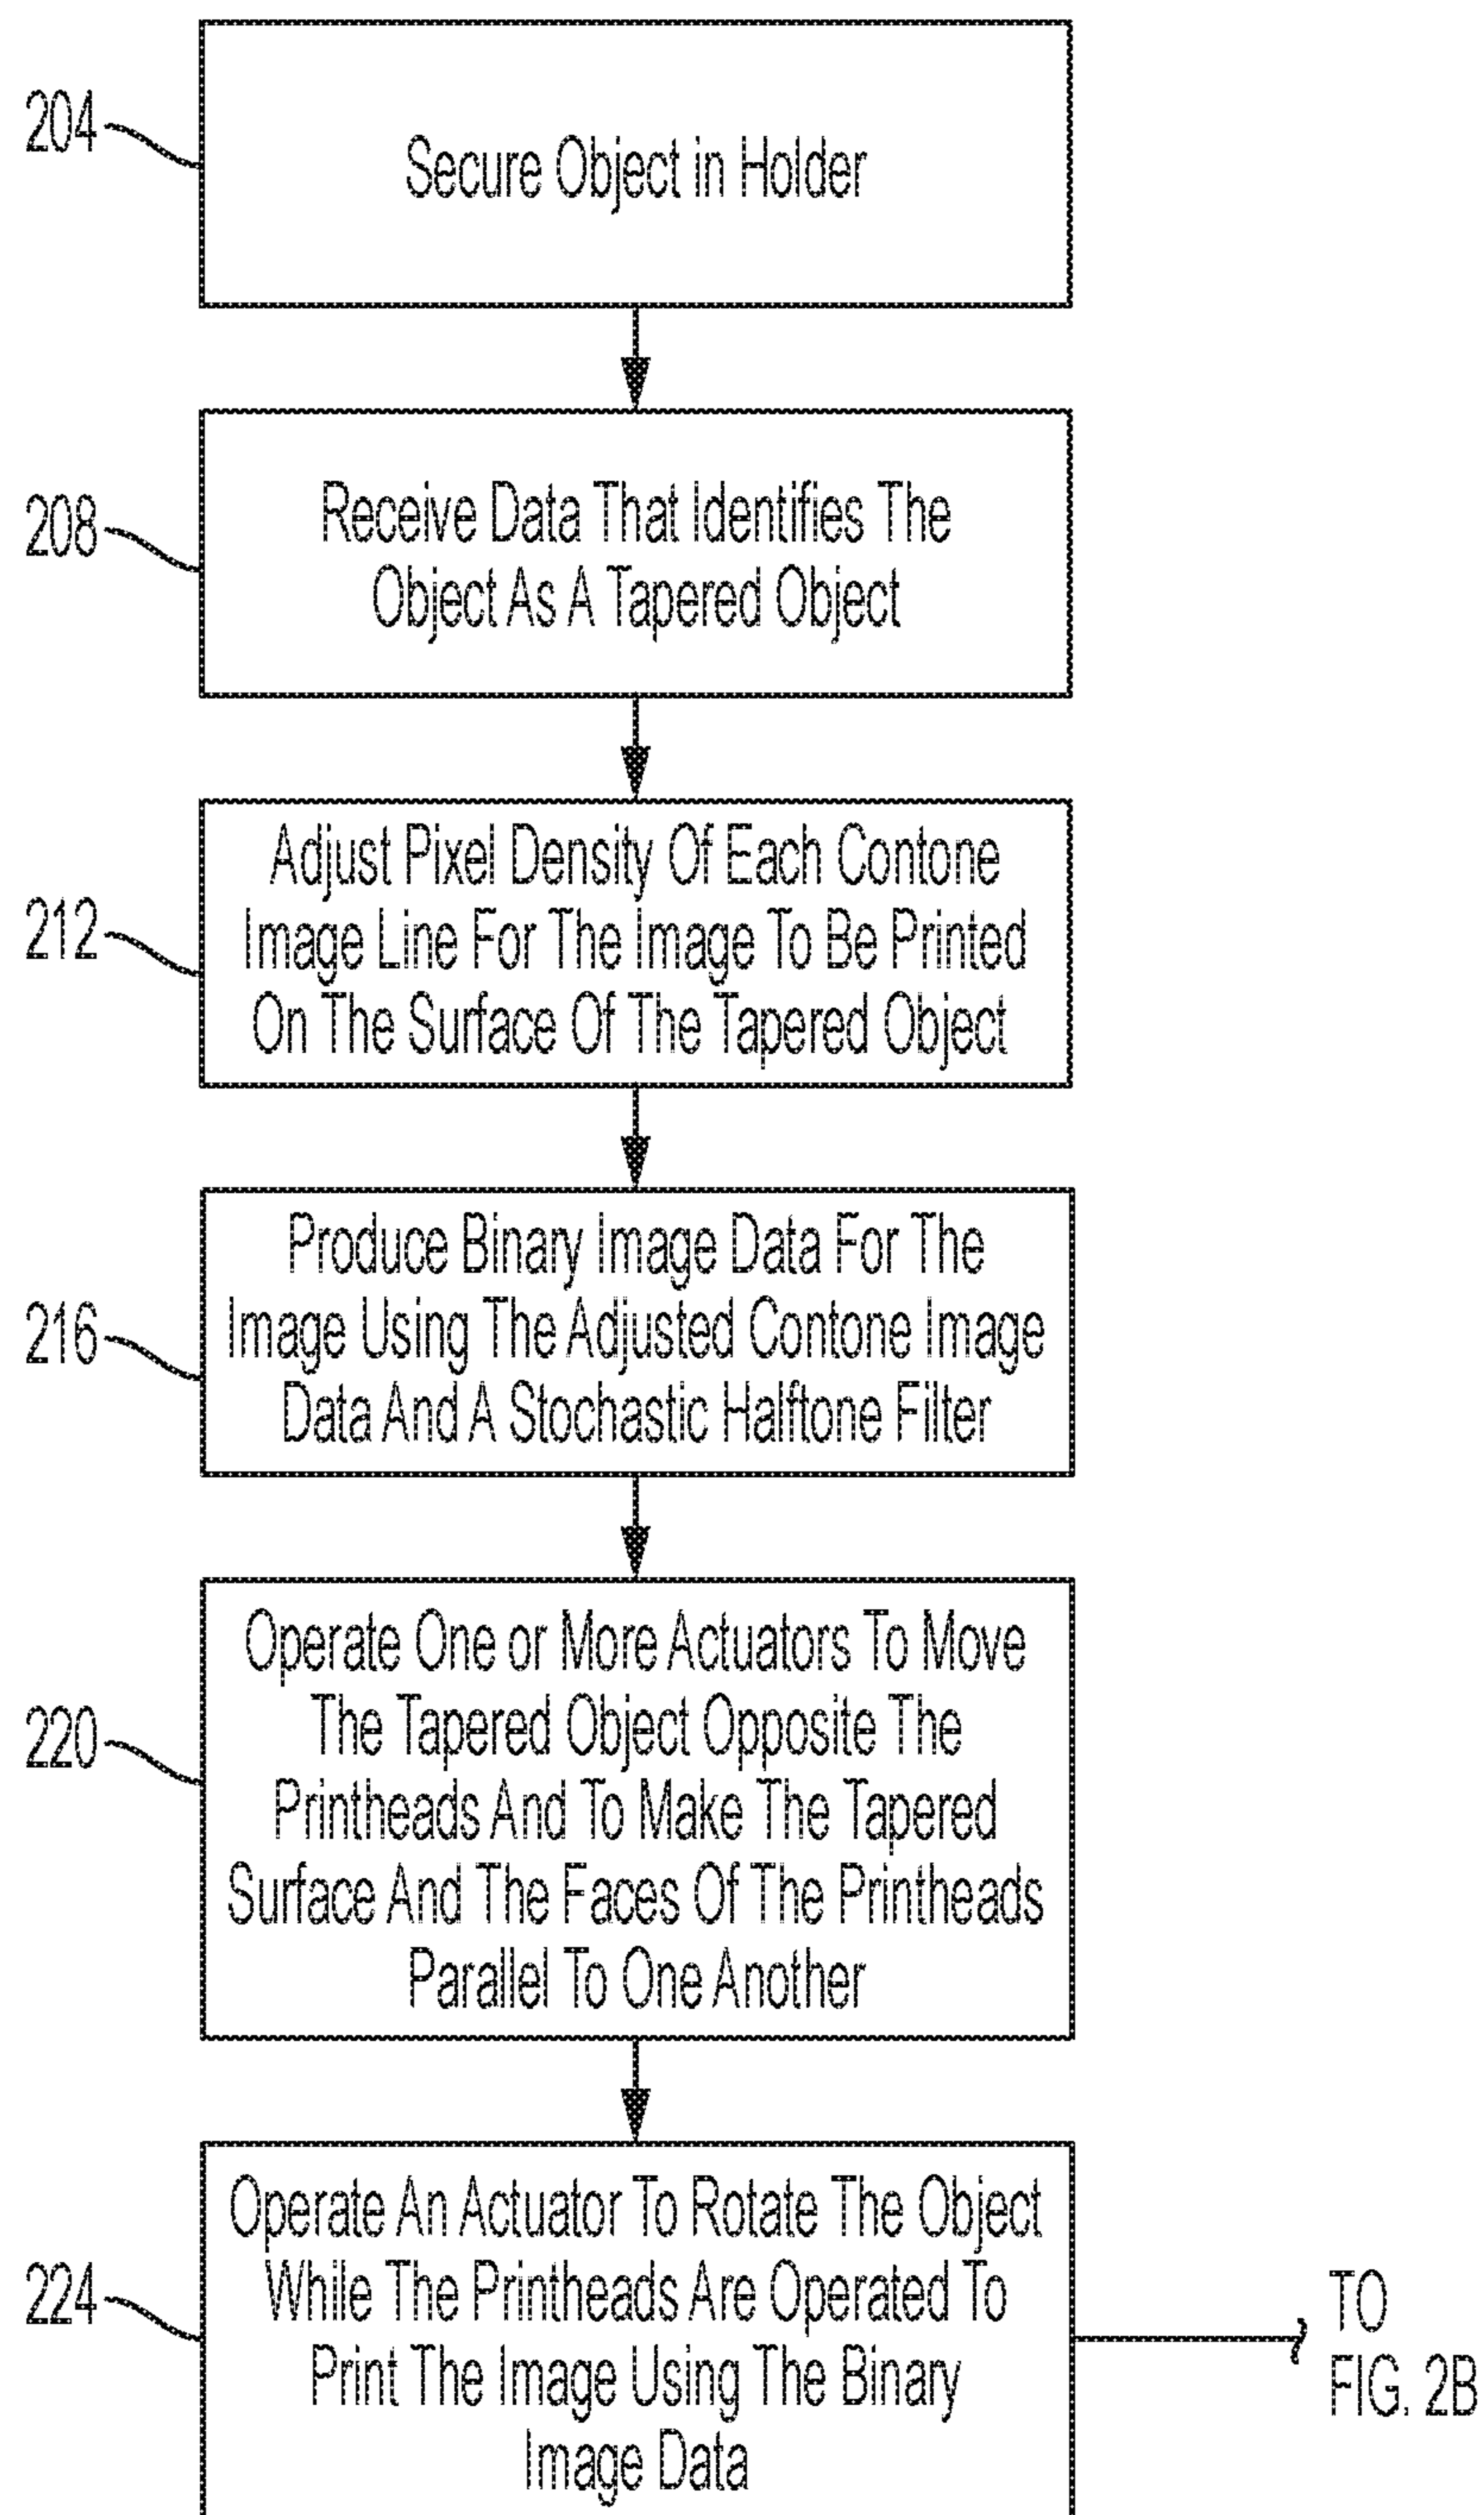 204
Secure Object in Holder
208
Receive Data That Identifies The
Object As A Tapered Object
212
Adjust Pixel Density Of Each Contone
Image Line For The Image To Be Printed
On The Surface Of The Tapered Object
216
Produce Binary Image Data For The
Image Using The Adjusted Contone Image
Data And A Stochastic Halftone Filter
220
Operate One or More Actuators To Move
The Tapered Object Opposite The
Printheads And To Make The Tapered
Surface And The Faces Of The Printheads
Parallel To One Another
224
Operate An Actuator To Rotate The Object
While The Printheads Are Operated To
Print The Image Using The Binary
Image Data
TO
FIG. 2B